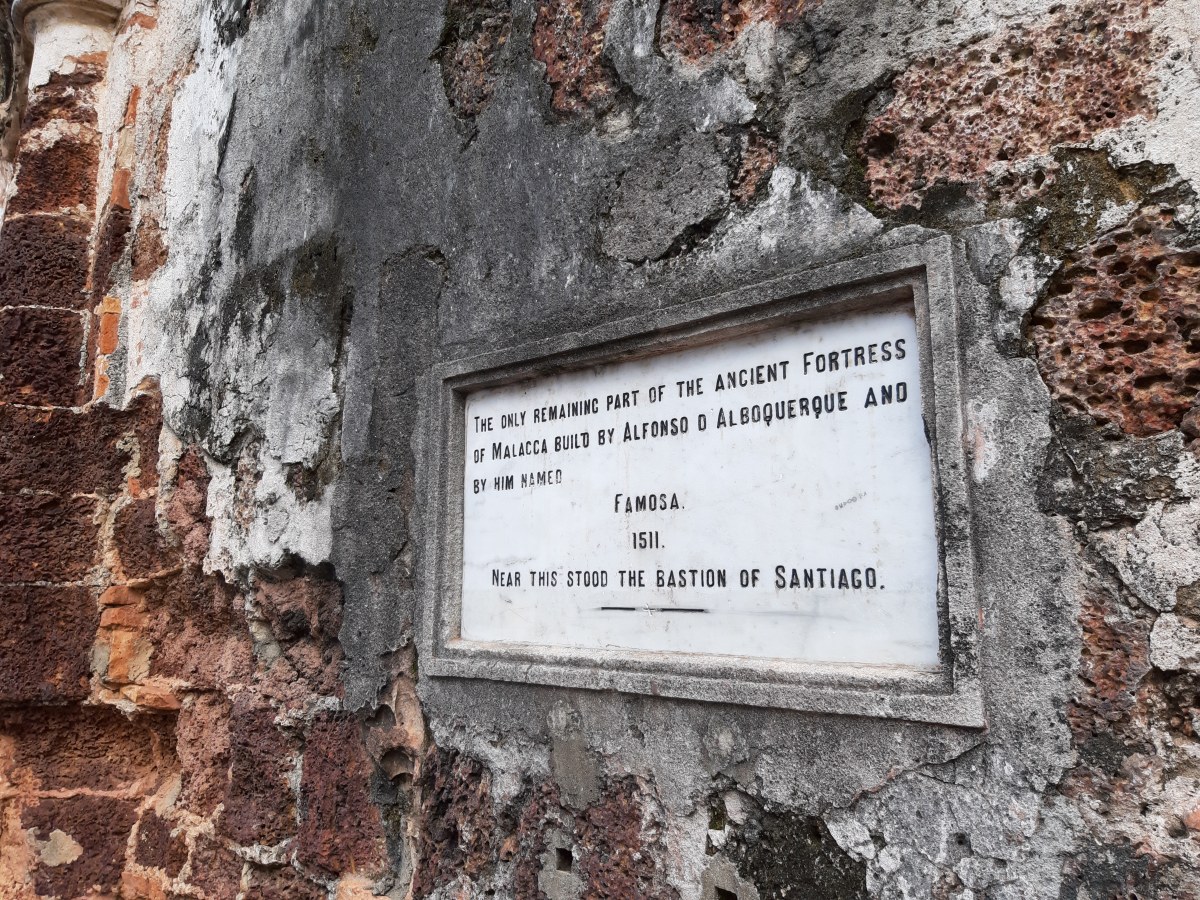 THE ONLY REMAINING PART OF THE ANCIENT FORTRESS
OF MALACCA BUILD BY ALFONSO D ALBOQUERQUE AND
BY HIM NAMED
FAMOSA.
1511.
NEAR THIS STOOD THE BASTION OF SANTIAGO.